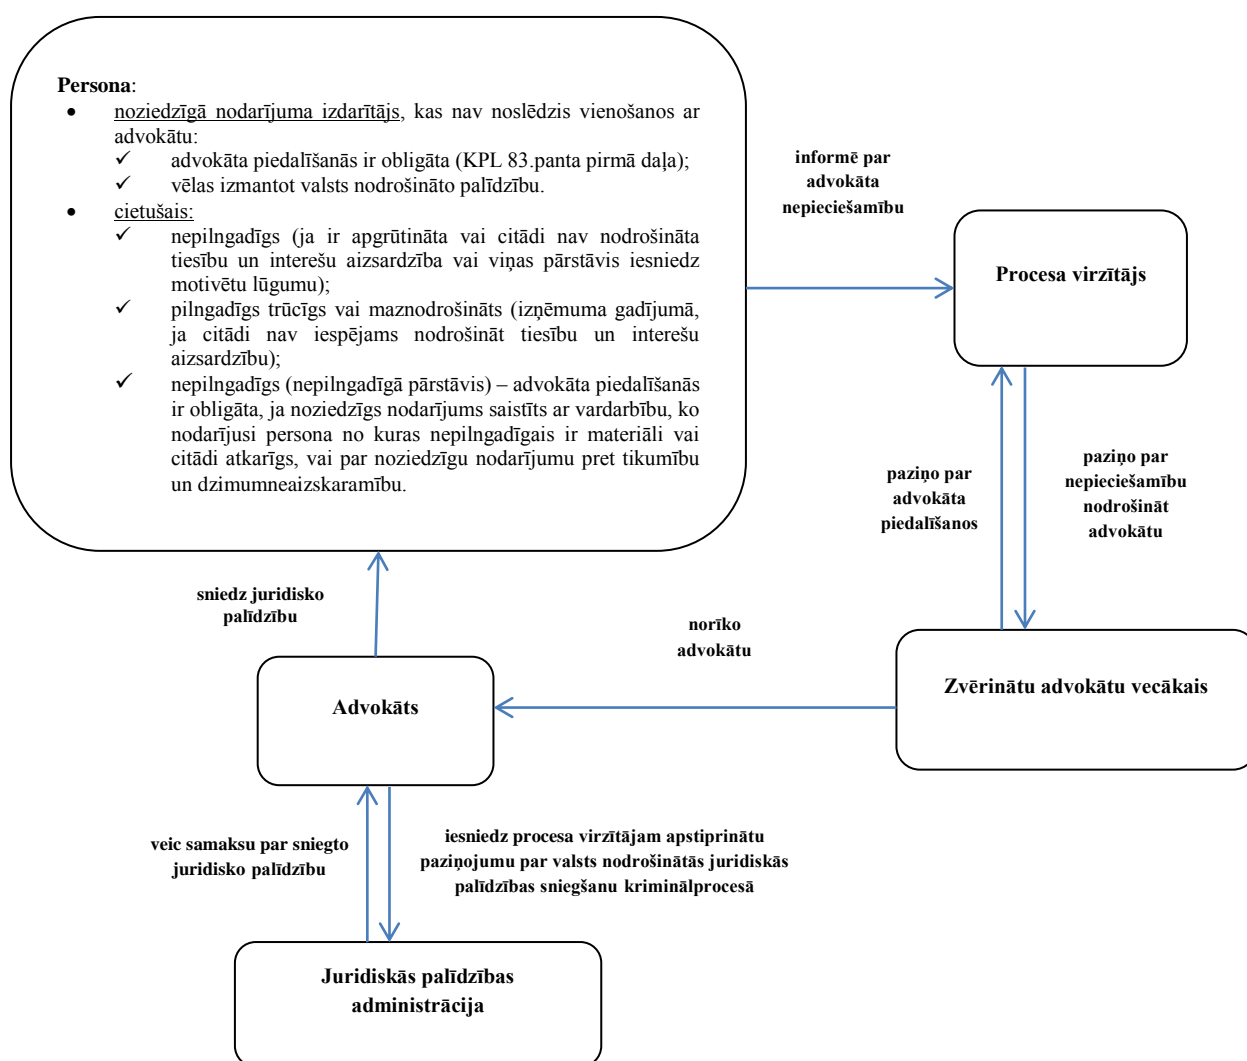 Persona:
• noziedzīgā nodarījuma izdarītājs, kas nav noslēdzis vienošanos ar
advokātu:
✓ advokāta piedalīšanās ir obligāta (KPL 83.panta pirmā daļa);
✓ vēlas izmantot valsts nodrošināto palīdzību.
• cietušais:
✓ nepilngadīgs (ja ir apgrūtināta vai citādi nav nodrošināta
tiesību un interešu aizsardzība vai viņas pārstāvis iesniedz
motivētu lūgumu);
✓ pilngadīgs trūcīgs vai maznodrošināts (izņēmuma gadījumā,
ja citādi nav iespējams nodrošināt tiesību un interešu
aizsardzību);
✓ nepilngadīgs (nepilngadīgā pārstāvis) – advokāta piedalīšanās
ir obligāta, ja noziedzīgs nodarījums saistīts ar vardarbību, ko
nodarījusi persona no kuras nepilngadīgais ir materiāli vai
citādi atkarīgs, vai par noziedzīgu nodarījumu pret tikumību
un dzimumneaizskaramību.
informē par
advokāta
nepieciešamību
Procesa virzītājs
paziņo par
advokāta
piedalīšanos
paziņo par
nepieciešamību
nodrošināt
advokātu
Zvērinātu advokātu vecākais
norīko
advokātu
sniedz juridisko
palīdzību
Advokāts
veic samaksu par sniegto
juridisko palīdzību
iesniedz procesa virzītājam apstiprinātu
paziņojumu par valsts nodrošinātās juridiskās
palīdzības sniegšanu kriminālprocesā
Juridiskās palīdzības
administrācija